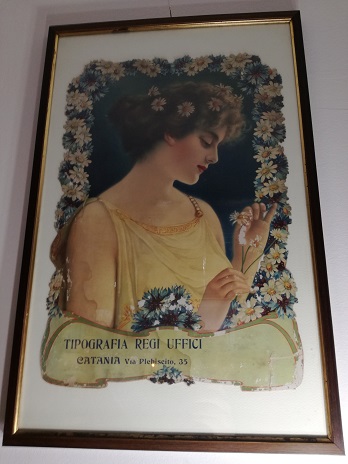 TIPOGRAFIA REGI UFFICI
CATANIA Via Plebiscito, 35